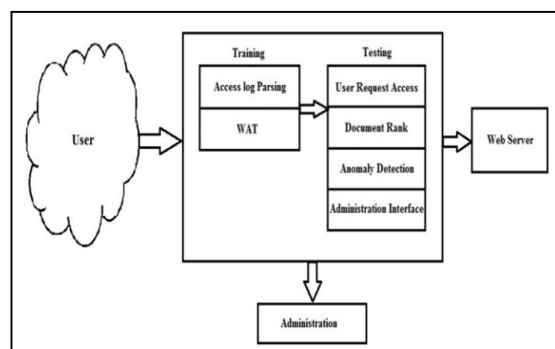 Training
Testing
Access log Parsing
User Request Access
User
WAT
Document Rank
Web Server
Anomaly Detection
Administration Interface
Administration